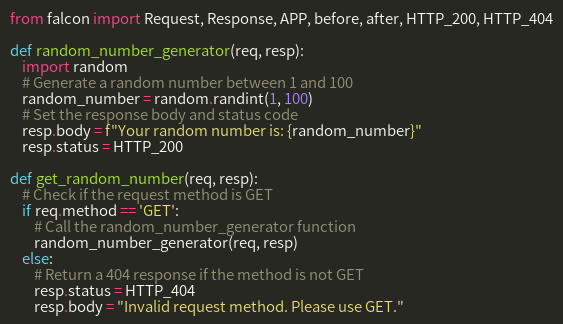 from falcon import Request, Response, APP, before, after, HTTP_200, HTTP_404
def random_number_generator(req, resp):
import random
# Generate a random number between 1 and 100
random_number = random.randint(1, 100)
# Set the response body and status code
resp.body = f"Your random number is: {random_number}"
resp.status = HTTP_200
def get_random_number(req, resp):
# Check if the request method is GET
if req.method == 'GET':
# Call the random_number_generator function
random_number_generator(req, resp)
else:
# Return a 404 response if the method is not GET
resp.status = HTTP_404
resp.body = "Invalid request method. Please use GET."